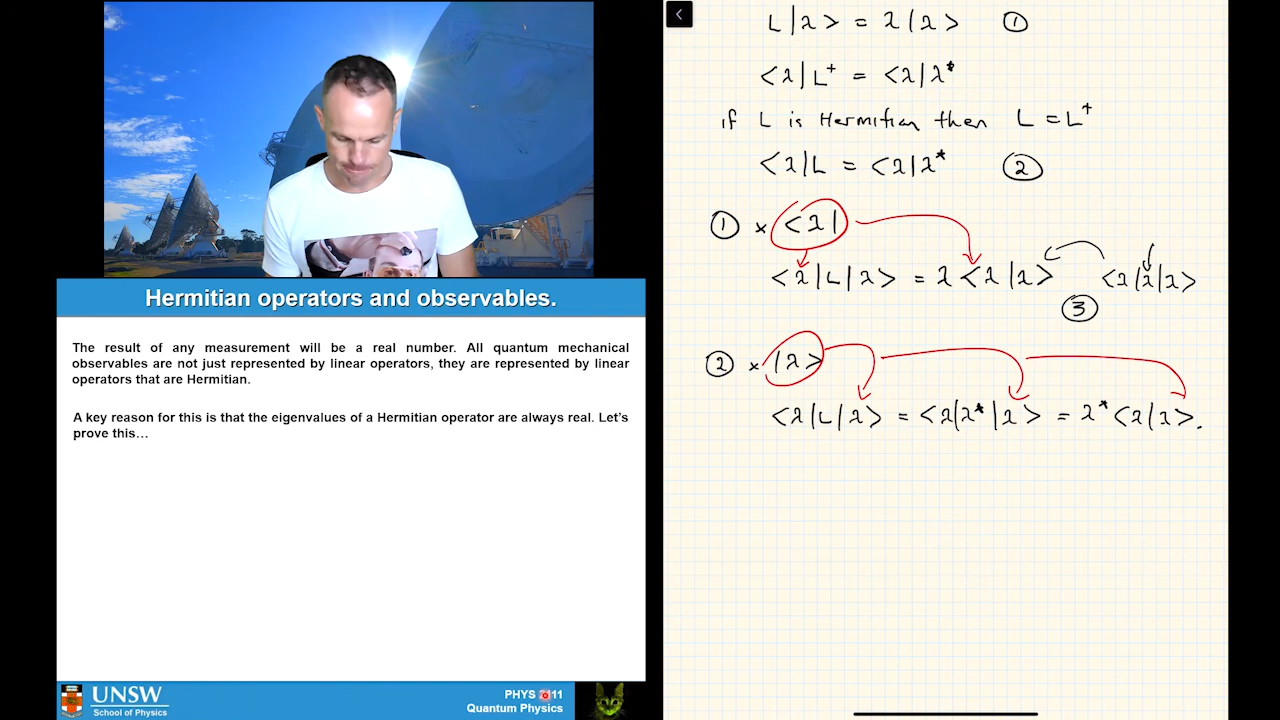 Hermitian operators and observables.
The result of any measurement will be a real number. All quantum mechanical
observables are not just represented by linear operators, they are represented by linear
operators that are Hermitian.
A key reason for this is that the eigenvalues of a Hermitian operator are always real. Let's
prove this…
UNSW
School of Physics
Quantum Physics
L|λ> = λ|λ> ①
<λ|L⁺ = <λ|λ*
if L is Hermitian then L = L⁺
<λ|L = <λ|λ* ②
① × <λ|
<λ|L|λ> = λ<λ|λ> <λ|λ|λ>
③
② × |λ>
<λ|L|λ> = <λ|λ*|λ> = λ*<λ|λ>.